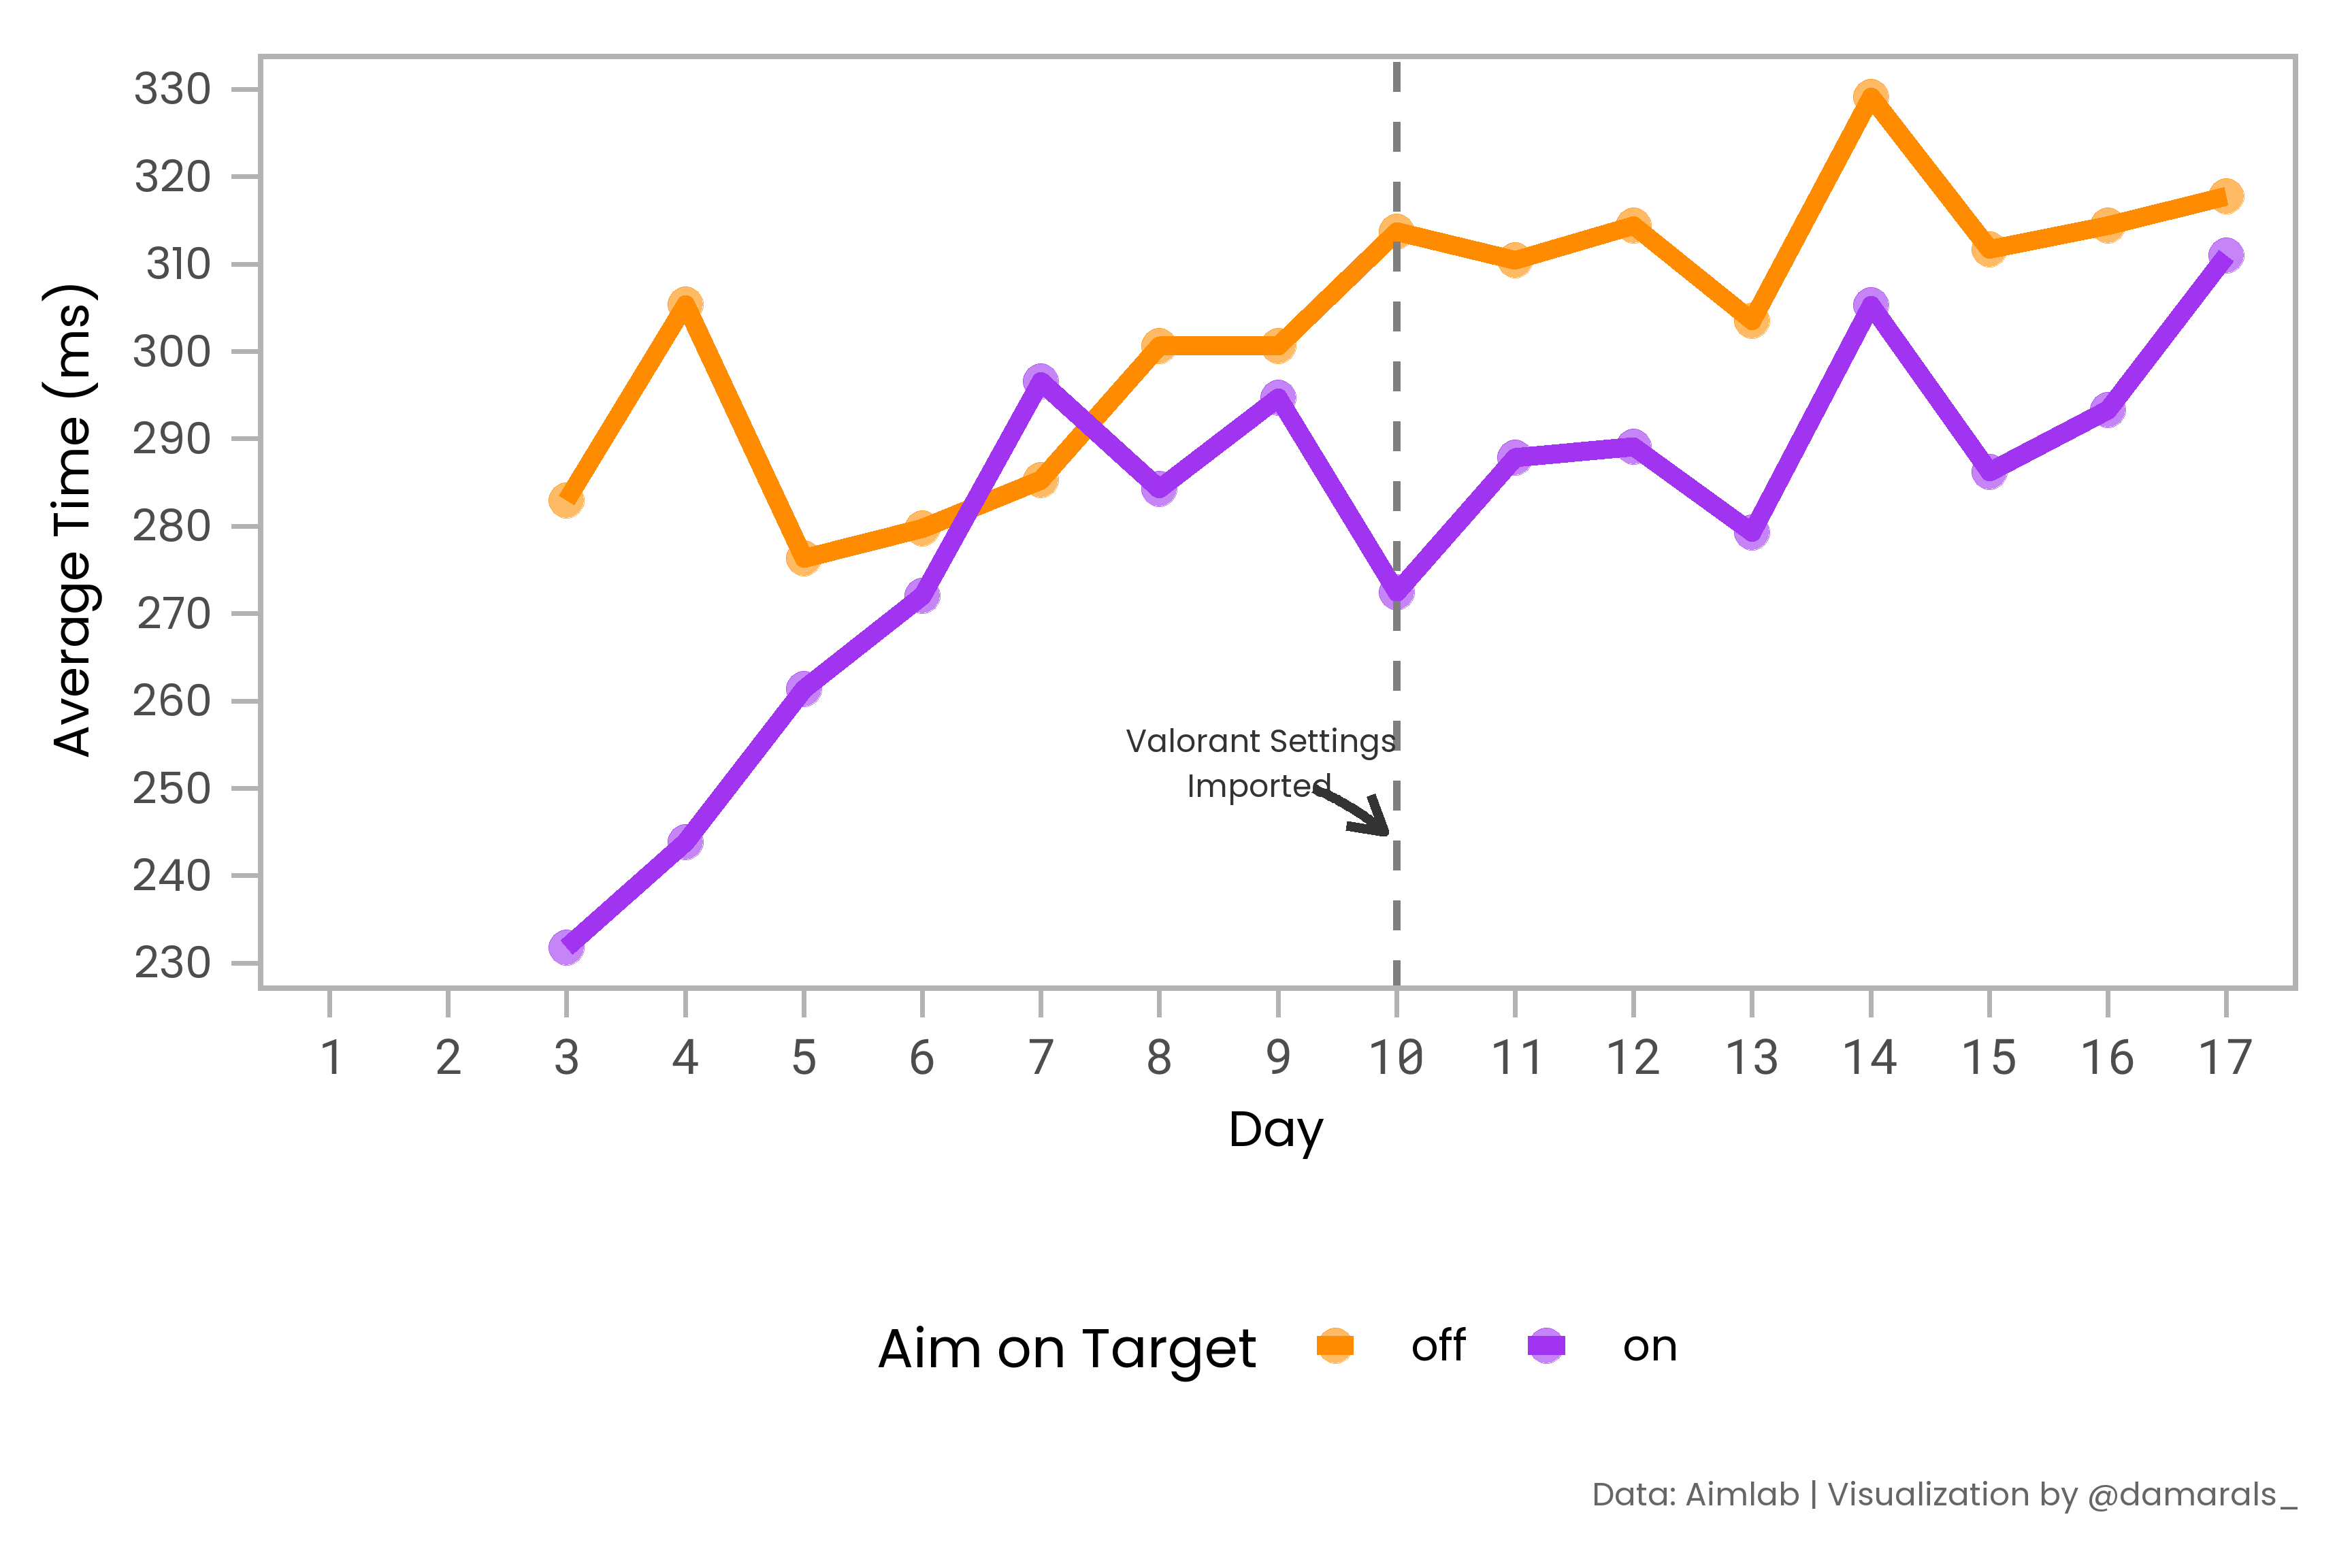 330
320
310
300
290
280
270
260
250
240
230
Average Time (ms)
Valorant Settings
Imported
1 2 3 4 5 6 7 8 9 10 11 12 13 14 15 16 17
Day
Aim on Target off on
Data: Aimlab | Visualization by @damarals_